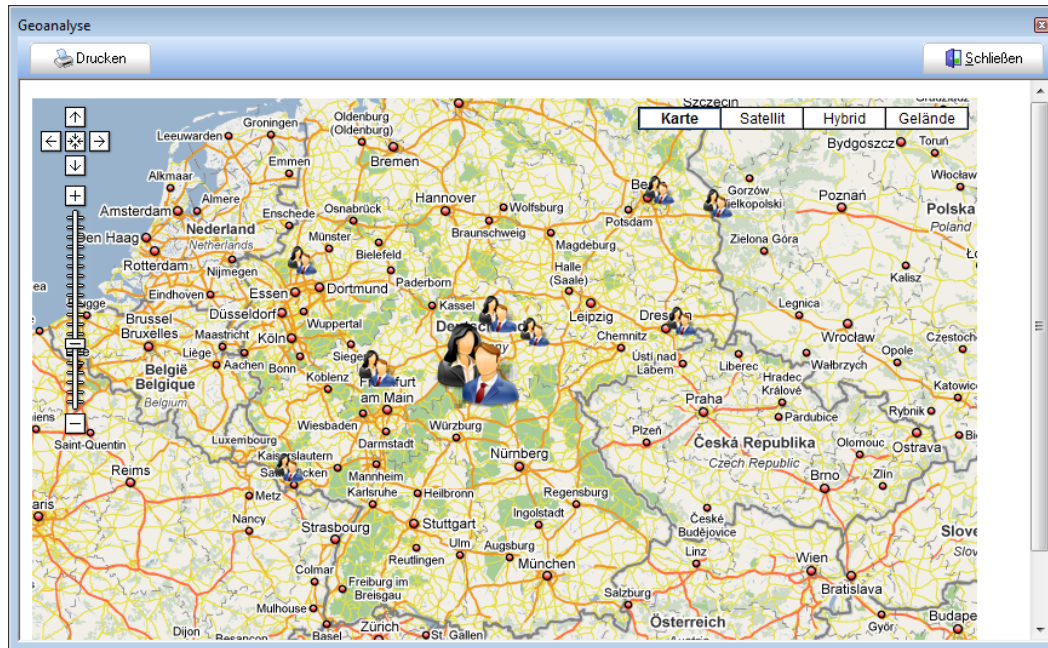 Geoanalyse
Drucken
Schließen
Karte
Satellit
Hybrid
Gelände
Szczecin
Groningen
Oldenburg
(Oldenburg)
Leeuwarden
Bremen
Bydgoszcz
Toruń
Emmen
Alkmaar
Włocław
Almere
Amsterdam
Enschede
Osnabrück
Hannover
Wolfsburg
Potsdam
Gorzów
Poznań
Polska
Poland
Nederland
Netherlands
Den Haag
Münster
Bielefeld
Braunschweig
Magdeburg
Zielona Góra
Rotterdam
Nijmegen
Paderborn
Halle
(Saale)
Kalisz
Eindhoven
Essen
Dortmund
Kassel
Leipzig
Legnica
Brussel
Bruxelles
Düsseldorf
Wuppertal
Maastricht
Köln
Chemnitz
Wrocław
Częstocho
Liège
Aachen
Bonn
Ústí nad
Labem
Liberec
Wałbrzych
Opole
België
Belgique
Belgium
Koblenz
am Main
Hradec
Králové
Katowic
Praha
Pardubice
Rybnik
Wiesbaden
Würzburg
Plzeň
Saint-Quentin
Luxembourg
Darmstadt
Nürnberg
Česká Republika
Czech Republic
Olomouc
Ostrava
Reims
Mannheim
Brno
Zlín
Metz
Karlsruhe
Heilbronn
Regensburg
Nancy
Strasbourg
Stuttgart
Ingolstadt
České
Budějovice
Slove
Slov
Reutlingen
Ulm
Augsburg
München
Linz
Wien
Colmar
Freiburg im
Breisgau
Salzburg
Bratislava
Mulhouse
Österreich
Austria
Győr
Budape
Dijon
Besançon
Basel
Zürich
St. Gallen